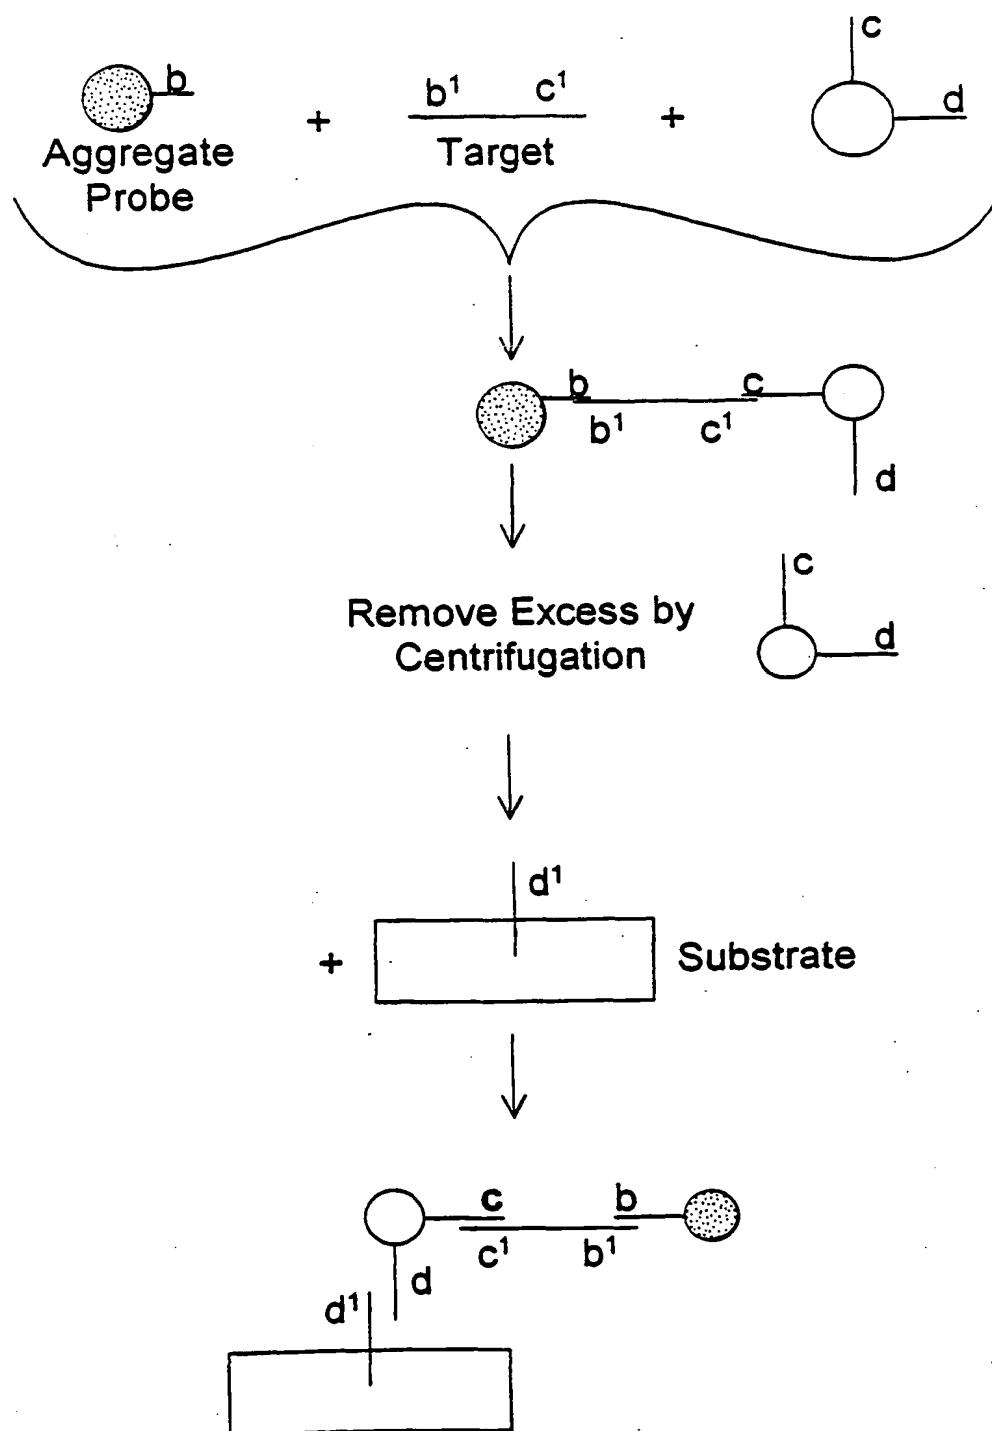 b
Aggregate
Probe
+
b¹ c¹
Target
+
c
d
b
b¹
c
c¹
d
Remove Excess by
Centrifugation
c
d
d¹
+
Substrate
c
b
c¹
b¹
d
d¹